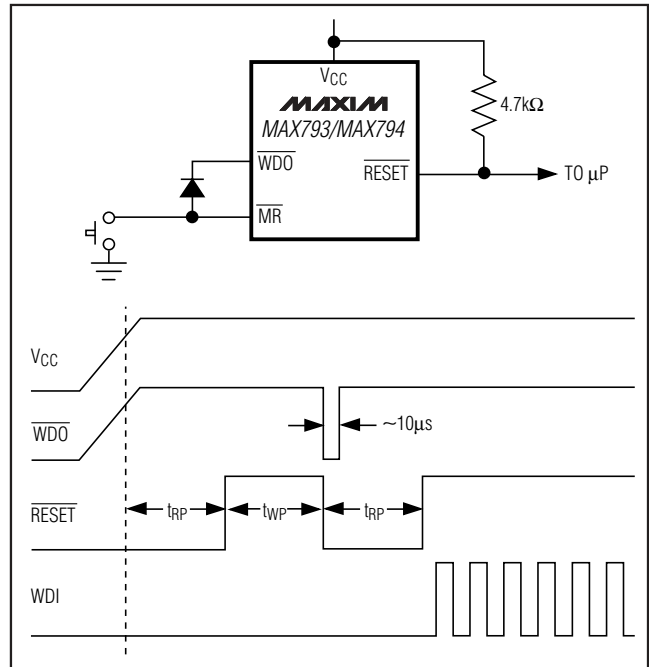 VCC
MAXIM
MAX793/MAX794
4.7kΩ
WDO
RESET
TO μP
MR
VCC
WDO
~10μs
RESET
tRP
tWP
tRP
WDI